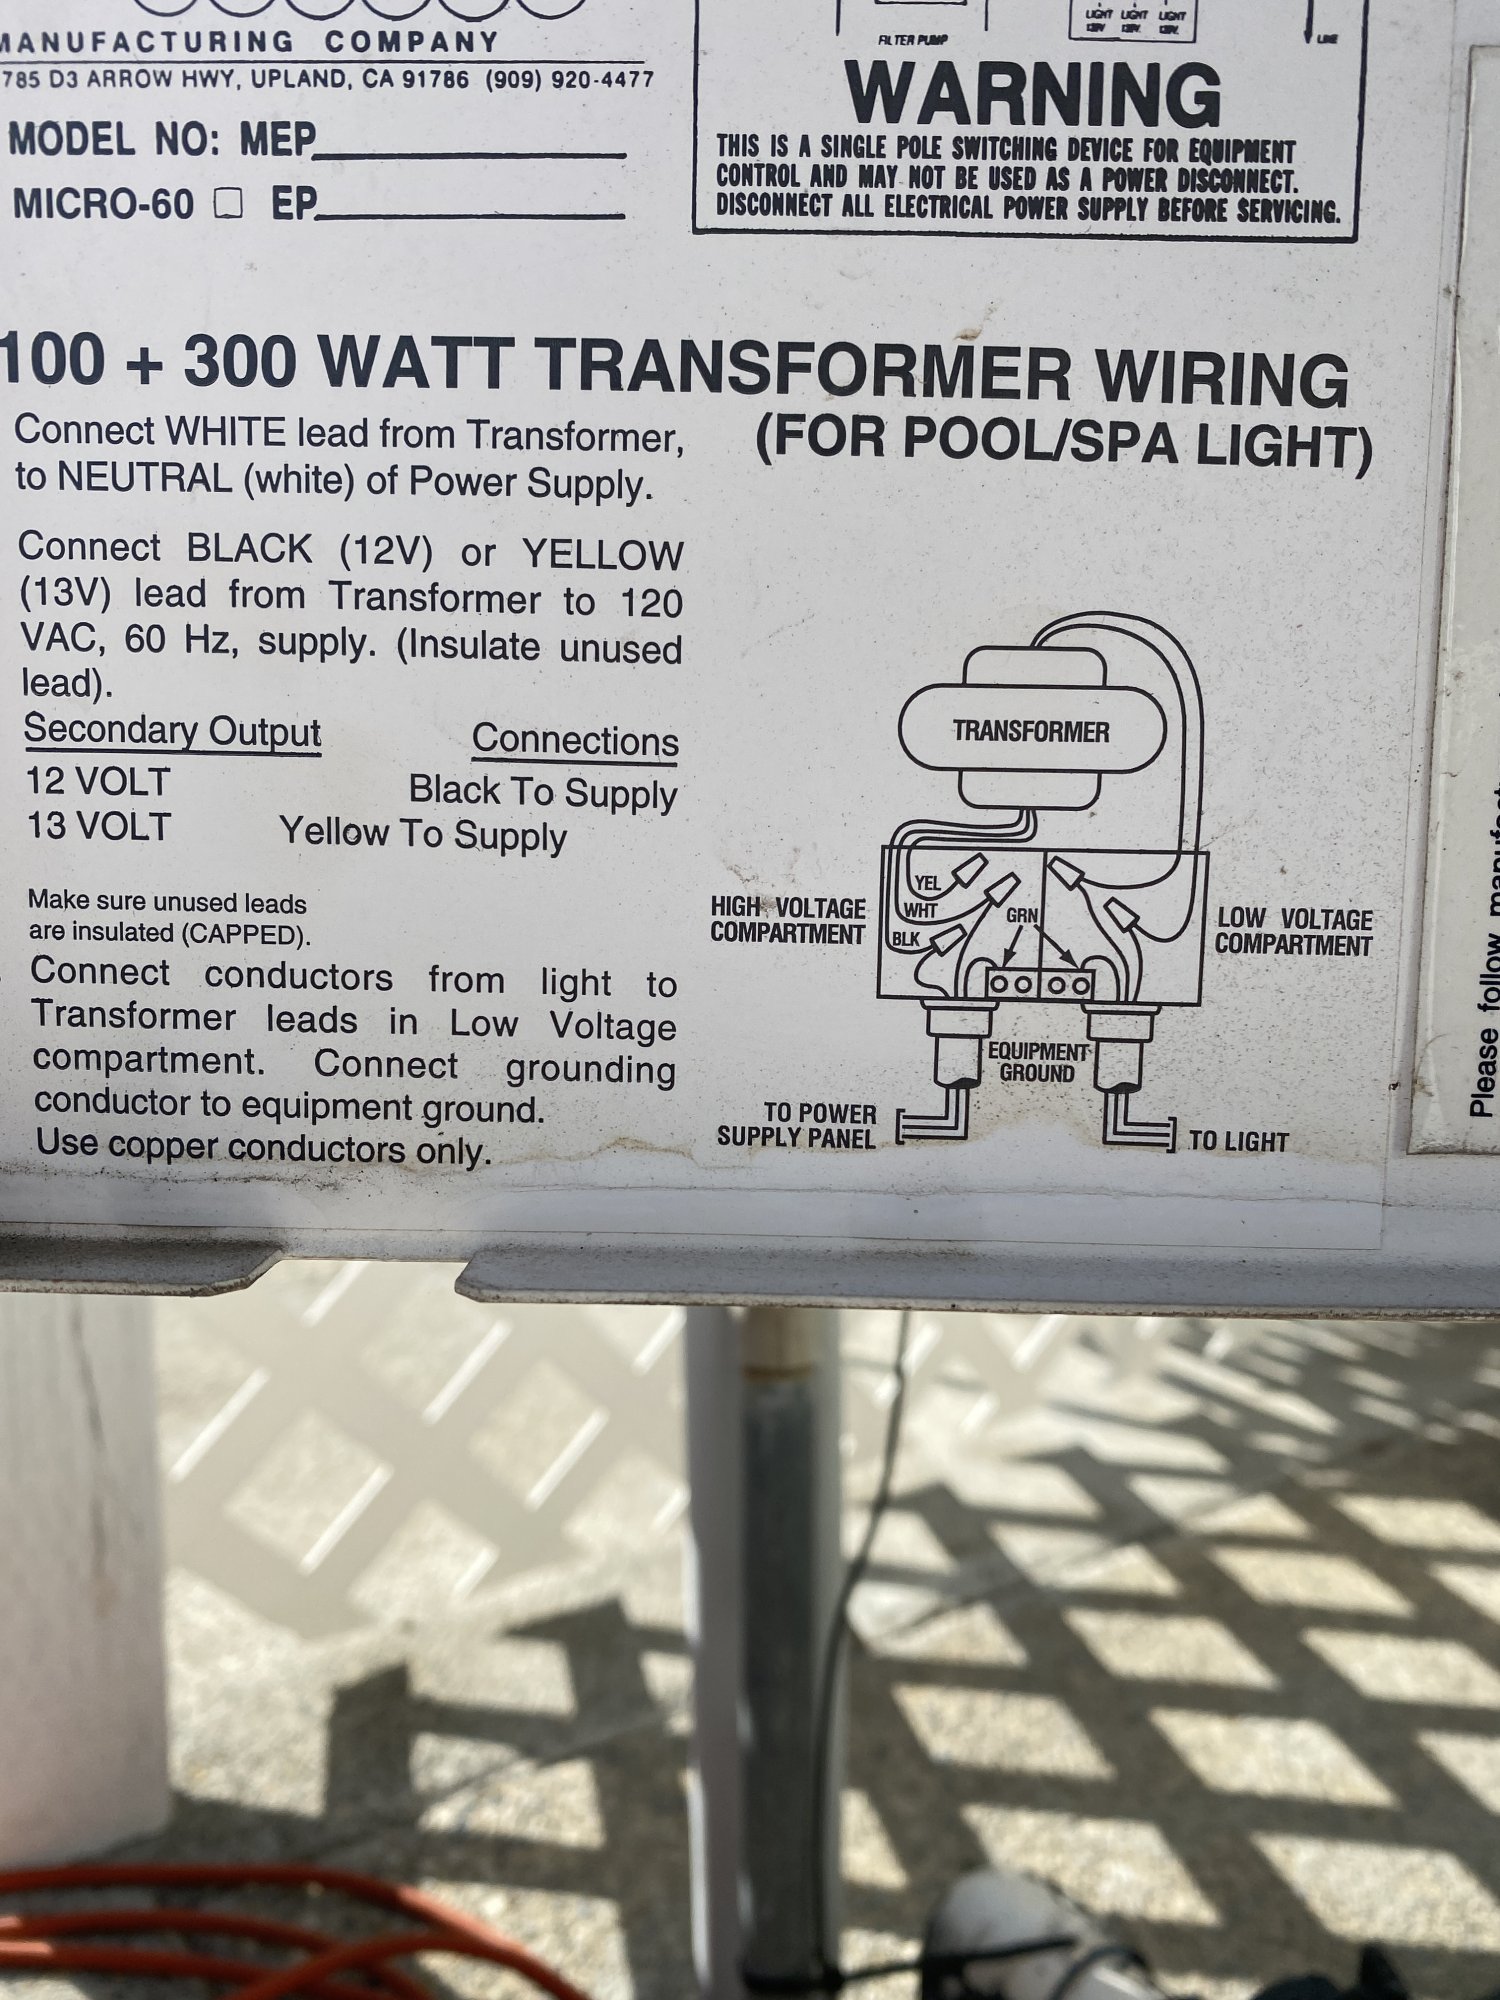 MANUFACTURING COMPANY
785 D3 ARROW HWY, UPLAND, CA 91786 (909) 920-4477
MODEL NO: MEP
MICRO-60 EP
FILTER PUMP
LIGHT LIGHT LIGHT
120V. 120V. 120V.
LINE
WARNING
THIS IS A SINGLE POLE SWITCHING DEVICE FOR EQUIPMENT
CONTROL AND MAY NOT BE USED AS A POWER DISCONNECT.
DISCONNECT ALL ELECTRICAL POWER SUPPLY BEFORE SERVICING.
100 + 300 WATT TRANSFORMER WIRING
(FOR POOL/SPA LIGHT)
Connect WHITE lead from Transformer,
to NEUTRAL (white) of Power Supply.
Connect BLACK (12V) or YELLOW
(13V) lead from Transformer to 120
VAC, 60 Hz, supply. (Insulate unused
lead).
Secondary Output Connections
12 VOLT Black To Supply
13 VOLT Yellow To Supply
Make sure unused leads
are insulated (CAPPED).
Connect conductors from light to
Transformer leads in Low Voltage
compartment. Connect grounding
conductor to equipment ground.
Use copper conductors only.
TRANSFORMER
HIGH VOLTAGE
COMPARTMENT
YEL
WHT
BLK
GRN
LOW VOLTAGE
COMPARTMENT
EQUIPMENT
GROUND
TO POWER
SUPPLY PANEL
TO LIGHT
Please follow